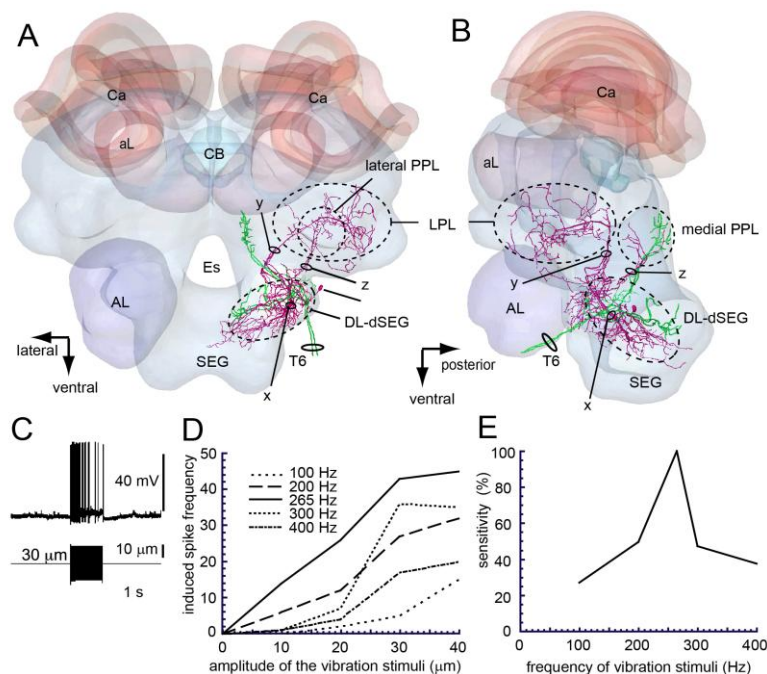 A
B
Ca
Ca
Ca
aL
CB
aL
lateral PPL
y
LPL
medial PPL
Es
z
y
z
AL
AL
DL-dSEG
DL-dSEG
lateral
SEG
T6
T6
posterior
SEG
ventral
x
ventral
x
C
D
E
40 mV
30 μm
10 μm
1 s
induced spike frequency
50
40
30
20
10
0
100 Hz
200 Hz
265 Hz
300 Hz
400 Hz
0 10 20 30 40
amplitude of the vibration stimuli (μm)
sensitivity (%)
100
80
60
40
20
0
100 200 300 400
frequency of vibration stimuli (Hz)